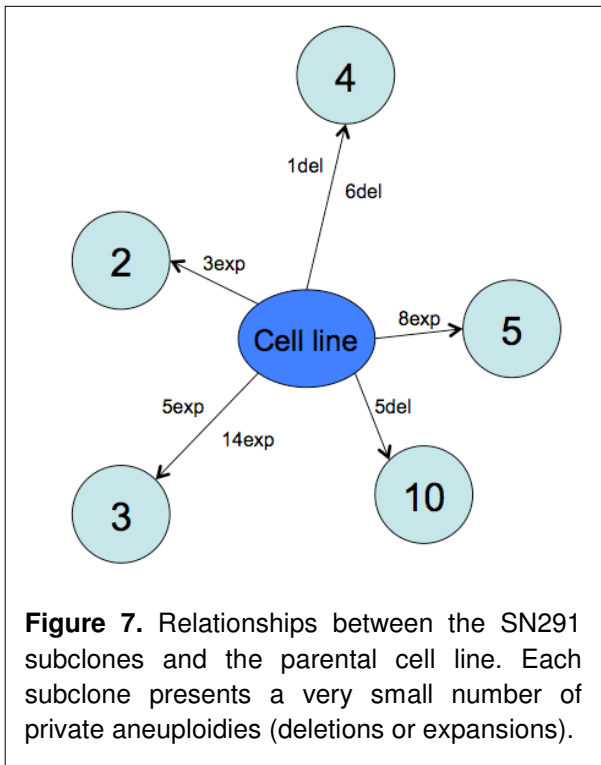 4
1del
6del
2
3exp
8exp
5
Cell line
5exp
5del
14exp
10
3
Figure 7. Relationships between the SN291
subclones and the parental cell line. Each
subclone presents a very small number of
private aneuploidies (deletions or expansions).